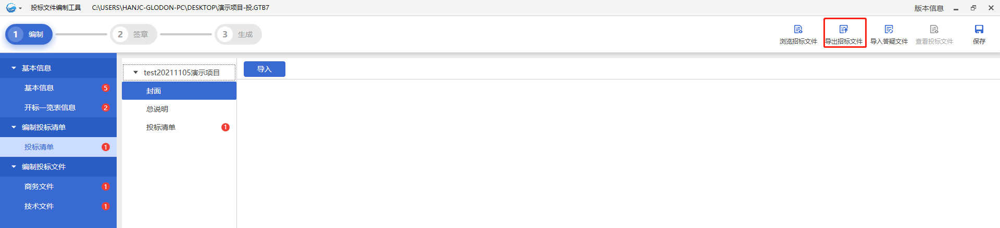 投标文件编制工具 C:\USERS\HANJC-GLODON-PC\DESKTOP\演示项目-投.GTB7 版本信息
1 编制 2 签章 3 生成
浏览招标文件 导出招标文件 导入答疑文件 查看投标文件 保存
基本信息
基本信息 5
开标一览表信息 2
编制投标清单
投标清单 1
编制投标文件
商务文件 1
技术文件 1
test20211105演示项目
封面
总说明
投标清单 1
导入